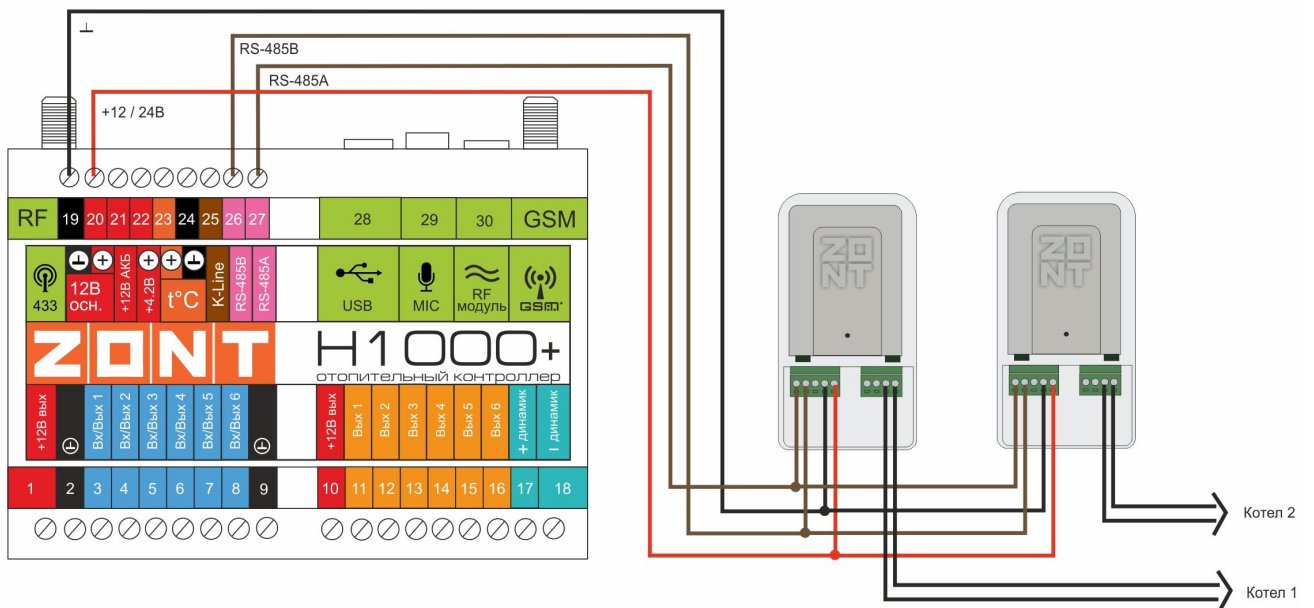 ⊥
RS-485B
RS-485A
+12 / 24В
RF 19 20 21 22 23 24 25 26 27 28 29 30 GSM
433
12В
осн.
+12В АКБ
+4.2В
t°C
K-Line
RS-485B
RS-485A
USB
MIC
RF
модуль
GSM
ZONT
H1000+
отопительный контроллер
+12В вых
Вх/Вых 1
Вх/Вых 2
Вх/Вых 3
Вх/Вых 4
Вх/Вых 5
Вх/Вых 6
+12В вых
Вых 1
Вых 2
Вых 3
Вых 4
Вых 5
Вых 6
+ динамик
– динамик
1 2 3 4 5 6 7 8 9 10 11 12 13 14 15 16 17 18
ZO
NT
ZO
NT
Котел 2
Котел 1